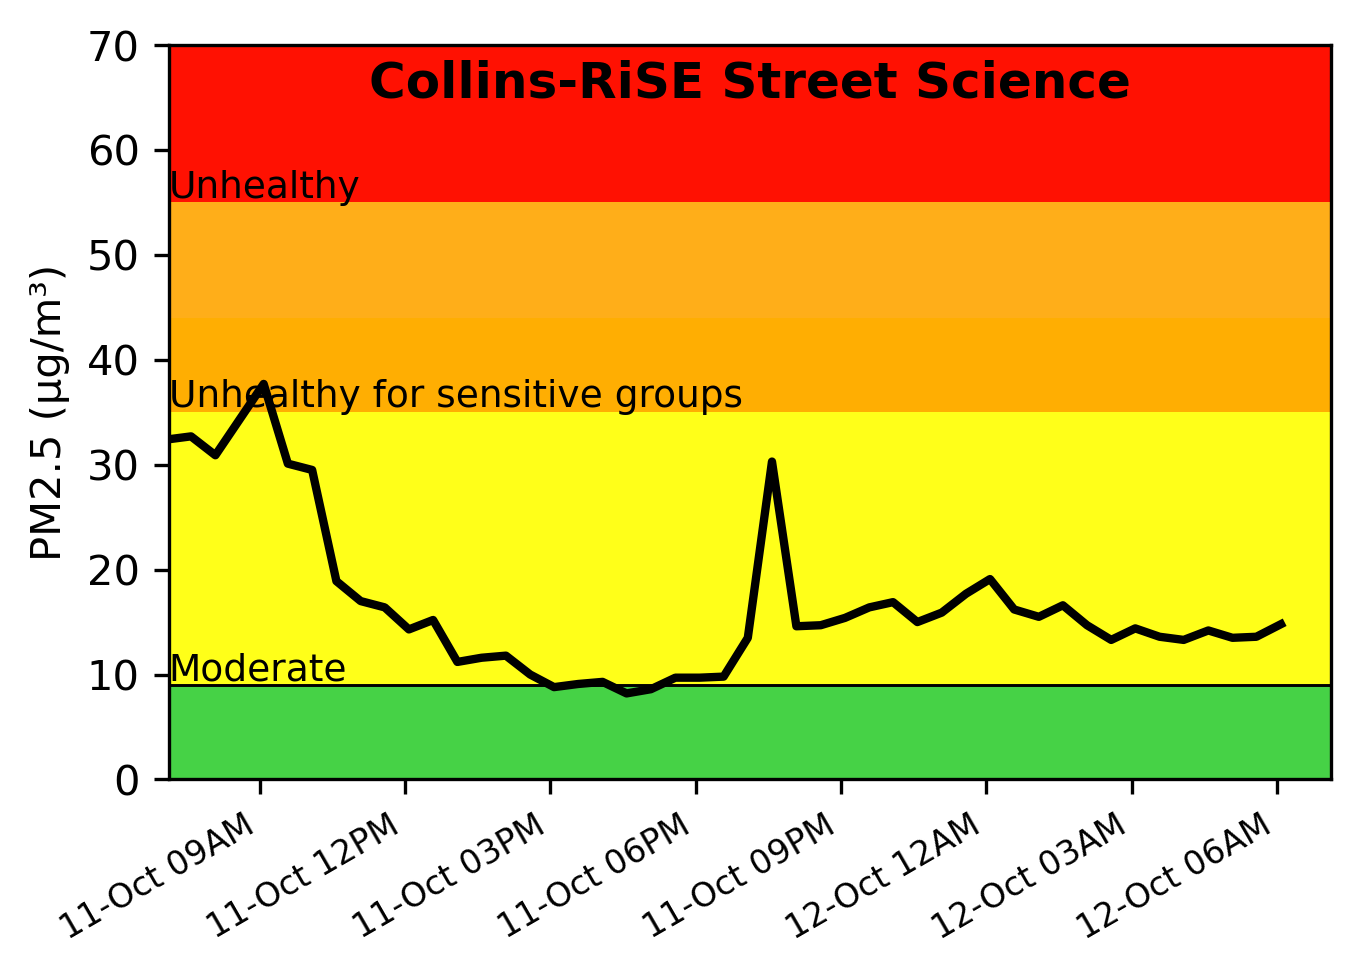 Collins-RiSE Street Science
70
60
50
40
30
20
10
0
PM2.5 (µg/m³)
Unhealthy
Unhealthy for sensitive groups
Moderate
11-Oct 09AM
11-Oct 12PM
11-Oct 03PM
11-Oct 06PM
11-Oct 09PM
12-Oct 12AM
12-Oct 03AM
12-Oct 06AM